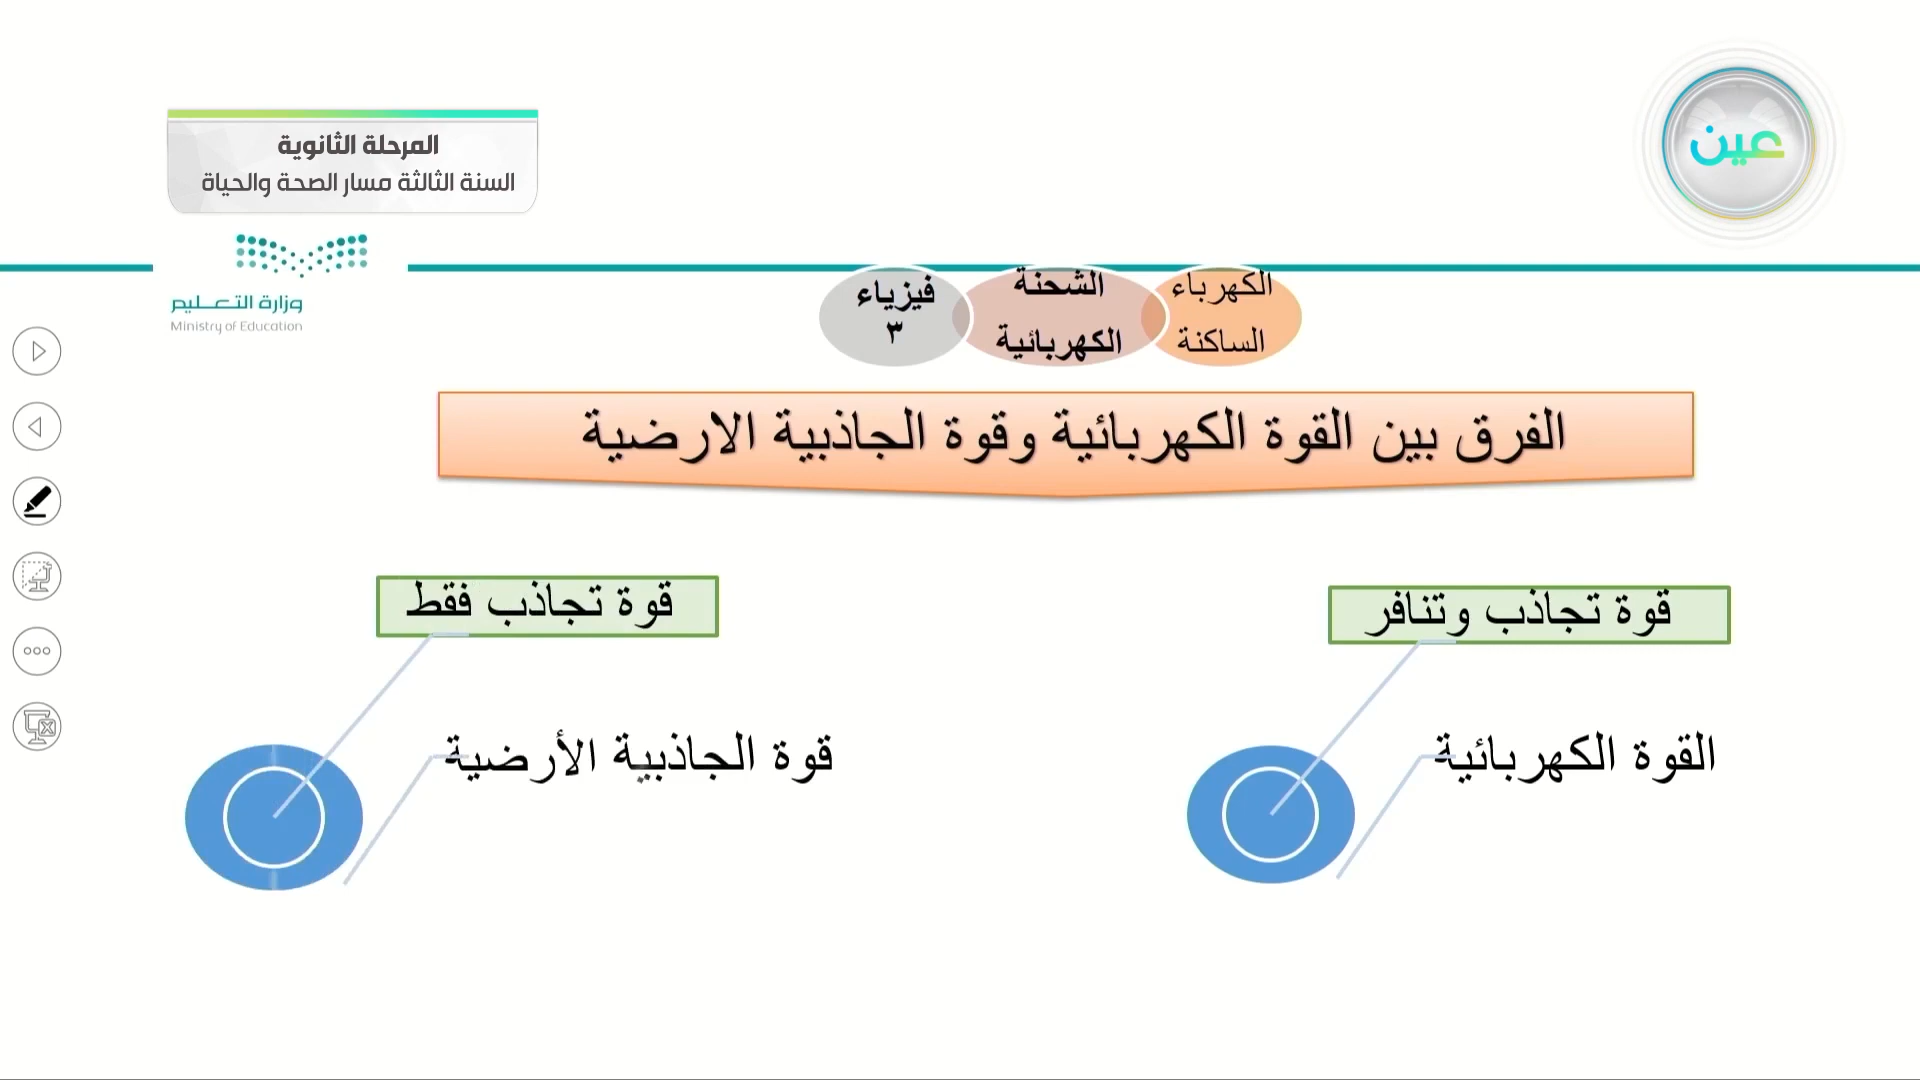 عين
المرحلة الثانوية
السنة الثالثة مسار الصحة والحياة
وزارة التعليم
Ministry of Education
الكهرباء
الساكنة
الشحنة
الكهربائية
فيزياء
٣
الفرق بين القوة الكهربائية وقوة الجاذبية الارضية
قوة تجاذب وتنافر
القوة الكهربائية
قوة تجاذب فقط
قوة الجاذبية الأرضية